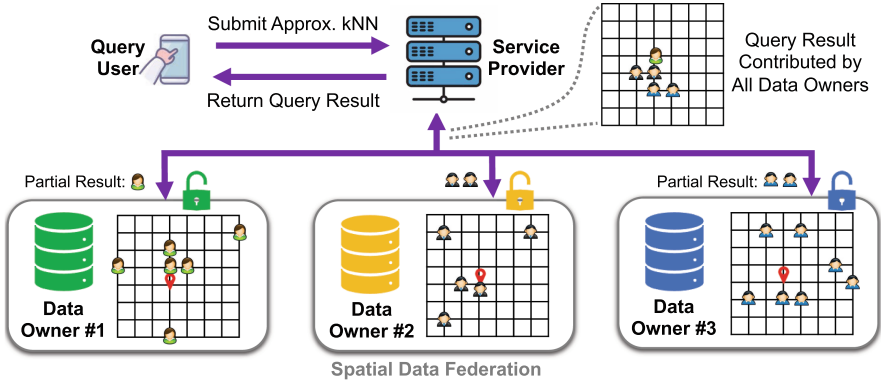 Submit Approx. kNN
Query
User
Service
Provider
Return Query Result
Query Result
Contributed by
All Data Owners
Partial Result:
Partial Result:
Data
Owner #1
Data
Owner #2
Data
Owner #3
Spatial Data Federation